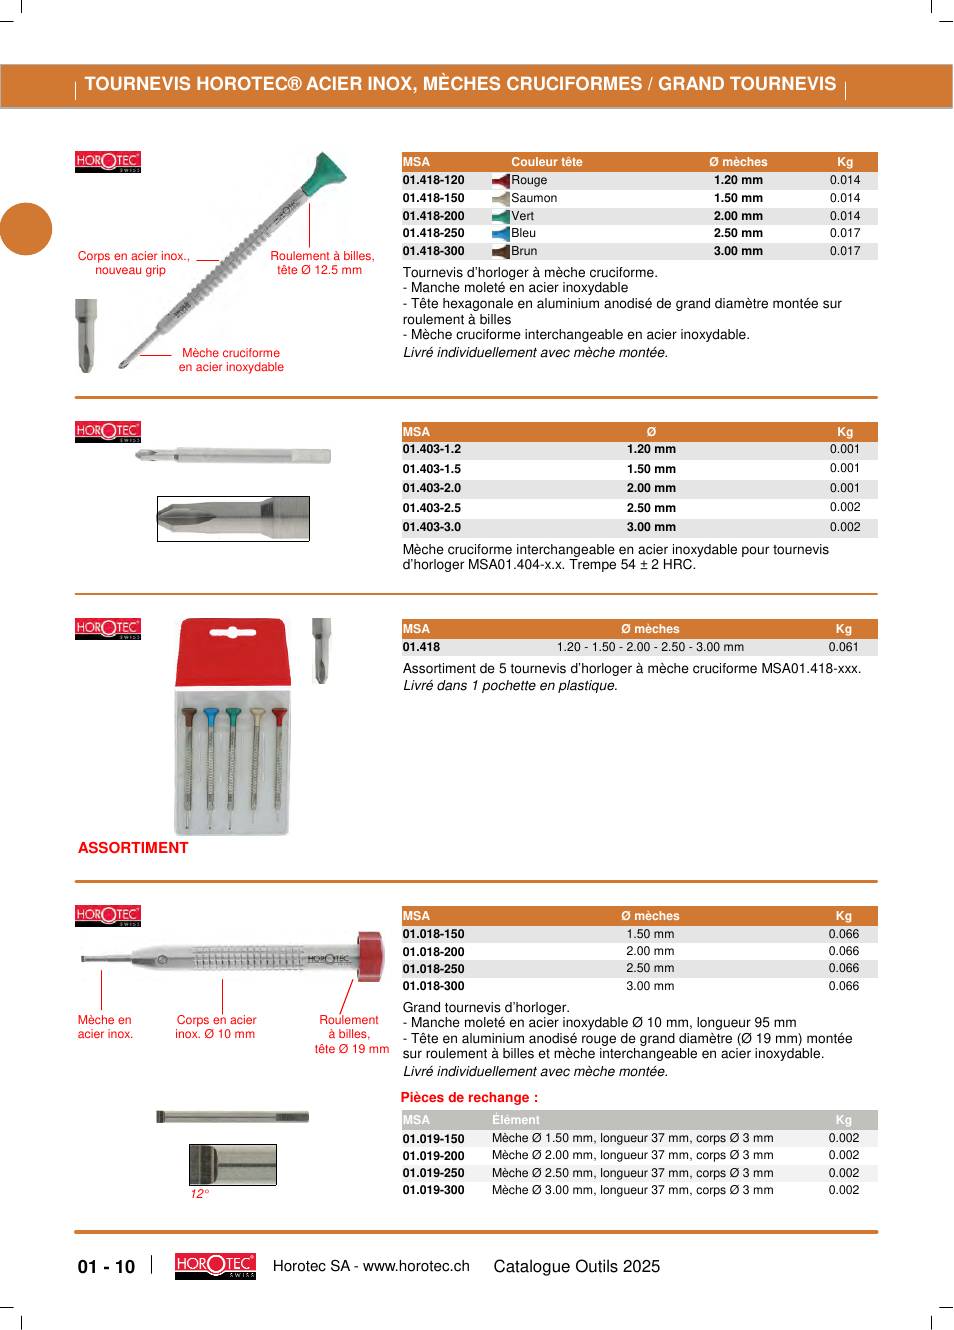 TOURNEVIS HOROTEC® ACIER INOX, MÈCHES CRUCIFORMES / GRAND TOURNEVIS
HOROTEC®
SWISS
Corps en acier inox.,
nouveau grip
Roulement à billes,
tête Ø 12.5 mm
Mèche cruciforme
en acier inoxydable
MSA Couleur tête Ø mèches Kg
01.418-120 Rouge 1.20 mm 0.014
01.418-150 Saumon 1.50 mm 0.014
01.418-200 Vert 2.00 mm 0.014
01.418-250 Bleu 2.50 mm 0.017
01.418-300 Brun 3.00 mm 0.017
Tournevis d'horloger à mèche cruciforme.
- Manche moleté en acier inoxydable
- Tête hexagonale en aluminium anodisé de grand diamètre montée sur
roulement à billes
- Mèche cruciforme interchangeable en acier inoxydable.
Livré individuellement avec mèche montée.
HOROTEC®
SWISS
MSA Ø Kg
01.403-1.2 1.20 mm 0.001
01.403-1.5 1.50 mm 0.001
01.403-2.0 2.00 mm 0.001
01.403-2.5 2.50 mm 0.002
01.403-3.0 3.00 mm 0.002
Mèche cruciforme interchangeable en acier inoxydable pour tournevis
d'horloger MSA01.404-x.x. Trempe 54 ± 2 HRC.
HOROTEC®
SWISS
ASSORTIMENT
MSA Ø mèches Kg
01.418 1.20 - 1.50 - 2.00 - 2.50 - 3.00 mm 0.061
Assortiment de 5 tournevis d'horloger à mèche cruciforme MSA01.418-xxx.
Livré dans 1 pochette en plastique.
HOROTEC®
SWISS
HOROTEC
Mèche en
acier inox.
Corps en acier
inox. Ø 10 mm
Roulement
à billes,
tête Ø 19 mm
12°
MSA Ø mèches Kg
01.018-150 1.50 mm 0.066
01.018-200 2.00 mm 0.066
01.018-250 2.50 mm 0.066
01.018-300 3.00 mm 0.066
Grand tournevis d'horloger.
- Manche moleté en acier inoxydable Ø 10 mm, longueur 95 mm
- Tête en aluminium anodisé rouge de grand diamètre (Ø 19 mm) montée
sur roulement à billes et mèche interchangeable en acier inoxydable.
Livré individuellement avec mèche montée.
Pièces de rechange :
MSA Élément Kg
01.019-150 Mèche Ø 1.50 mm, longueur 37 mm, corps Ø 3 mm 0.002
01.019-200 Mèche Ø 2.00 mm, longueur 37 mm, corps Ø 3 mm 0.002
01.019-250 Mèche Ø 2.50 mm, longueur 37 mm, corps Ø 3 mm 0.002
01.019-300 Mèche Ø 3.00 mm, longueur 37 mm, corps Ø 3 mm 0.002
01 - 10
HOROTEC®
SWISS
Horotec SA - www.horotec.ch Catalogue Outils 2025